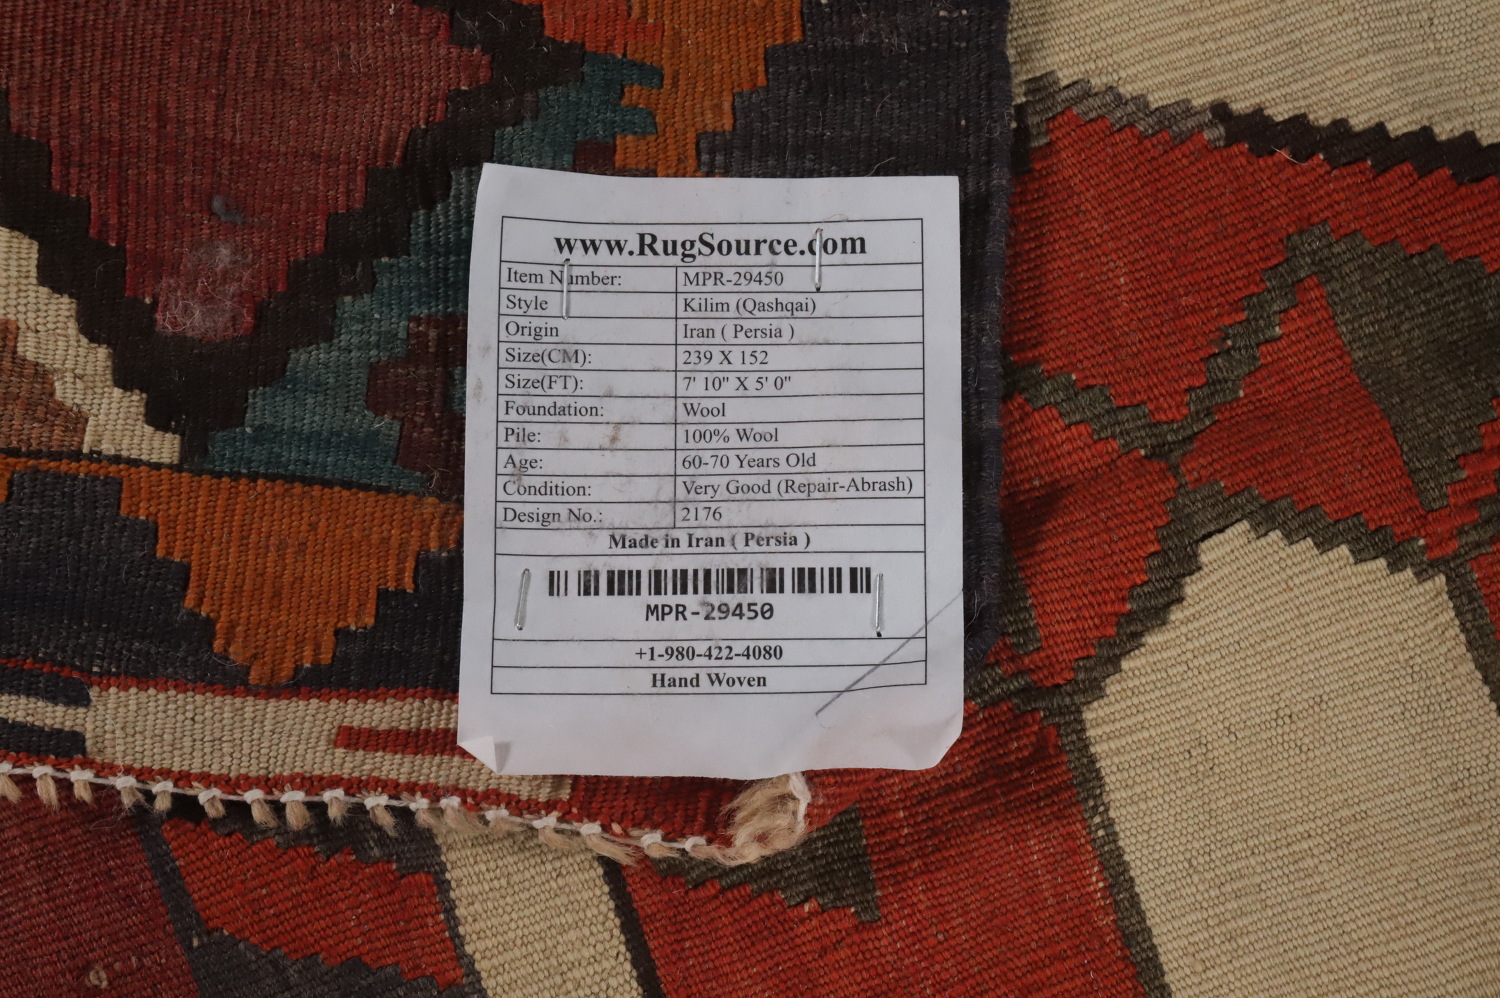 www.RugSource.com
Item Number: MPR-29450
Style Kilim (Qashqai)
Origin Iran ( Persia )
Size(CM): 239 X 152
Size(FT): 7' 10" X 5' 0"
Foundation: Wool
Pile: 100% Wool
Age: 60-70 Years Old
Condition: Very Good (Repair-Abrash)
Design No.: 2176
Made in Iran ( Persia )
MPR-29450
+1-980-422-4080
Hand Woven